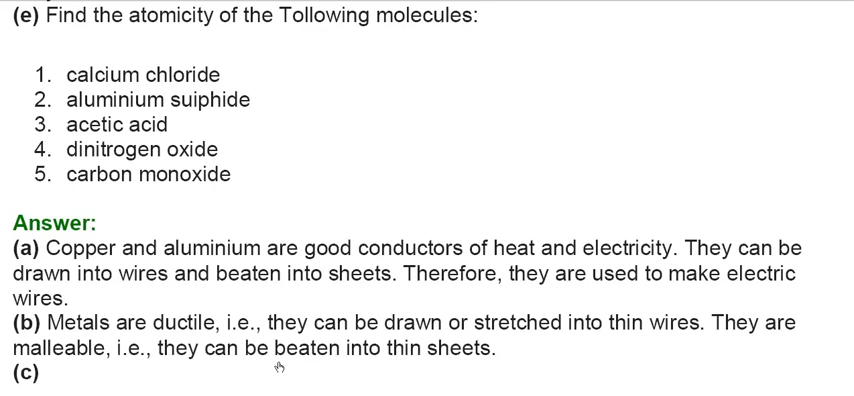 (e) Find the atomicity of the Tollowing molecules:
1. calcium chloride
2. aluminium suiphide
3. acetic acid
4. dinitrogen oxide
5. carbon monoxide
Answer:
(a) Copper and aluminium are good conductors of heat and electricity. They can be
drawn into wires and beaten into sheets. Therefore, they are used to make electric
wires.
(b) Metals are ductile, i.e., they can be drawn or stretched into thin wires. They are
malleable, i.e., they can be beaten into thin sheets.
(c)